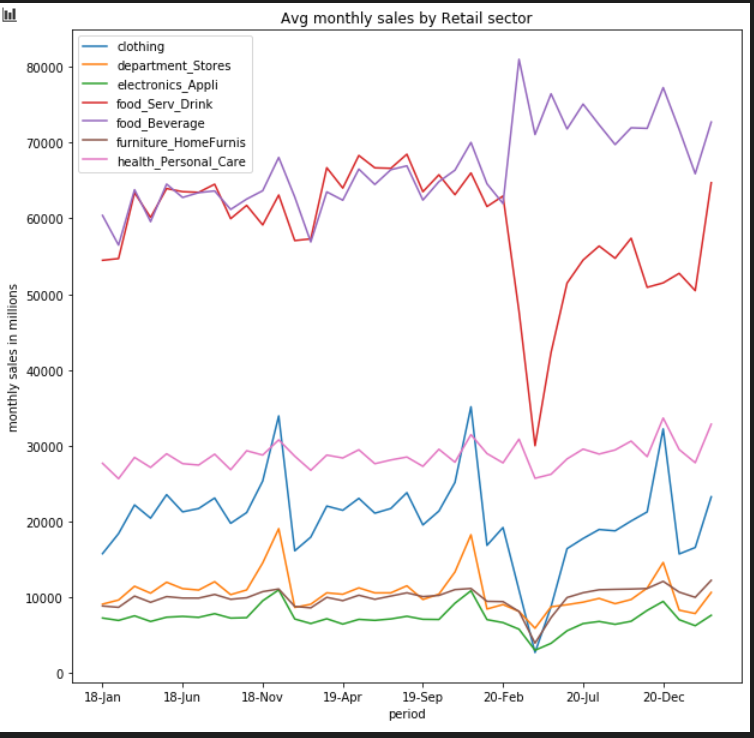 Avg monthly sales by Retail sector
clothing
department_Stores
electronics_Appli
food_Serv_Drink
food_Beverage
furniture_HomeFurnis
health_Personal_Care
monthly sales in millions
80000
70000
60000
50000
40000
30000
20000
10000
0
18-Jan 18-Jun 18-Nov 19-Apr 19-Sep 20-Feb 20-Jul 20-Dec
period